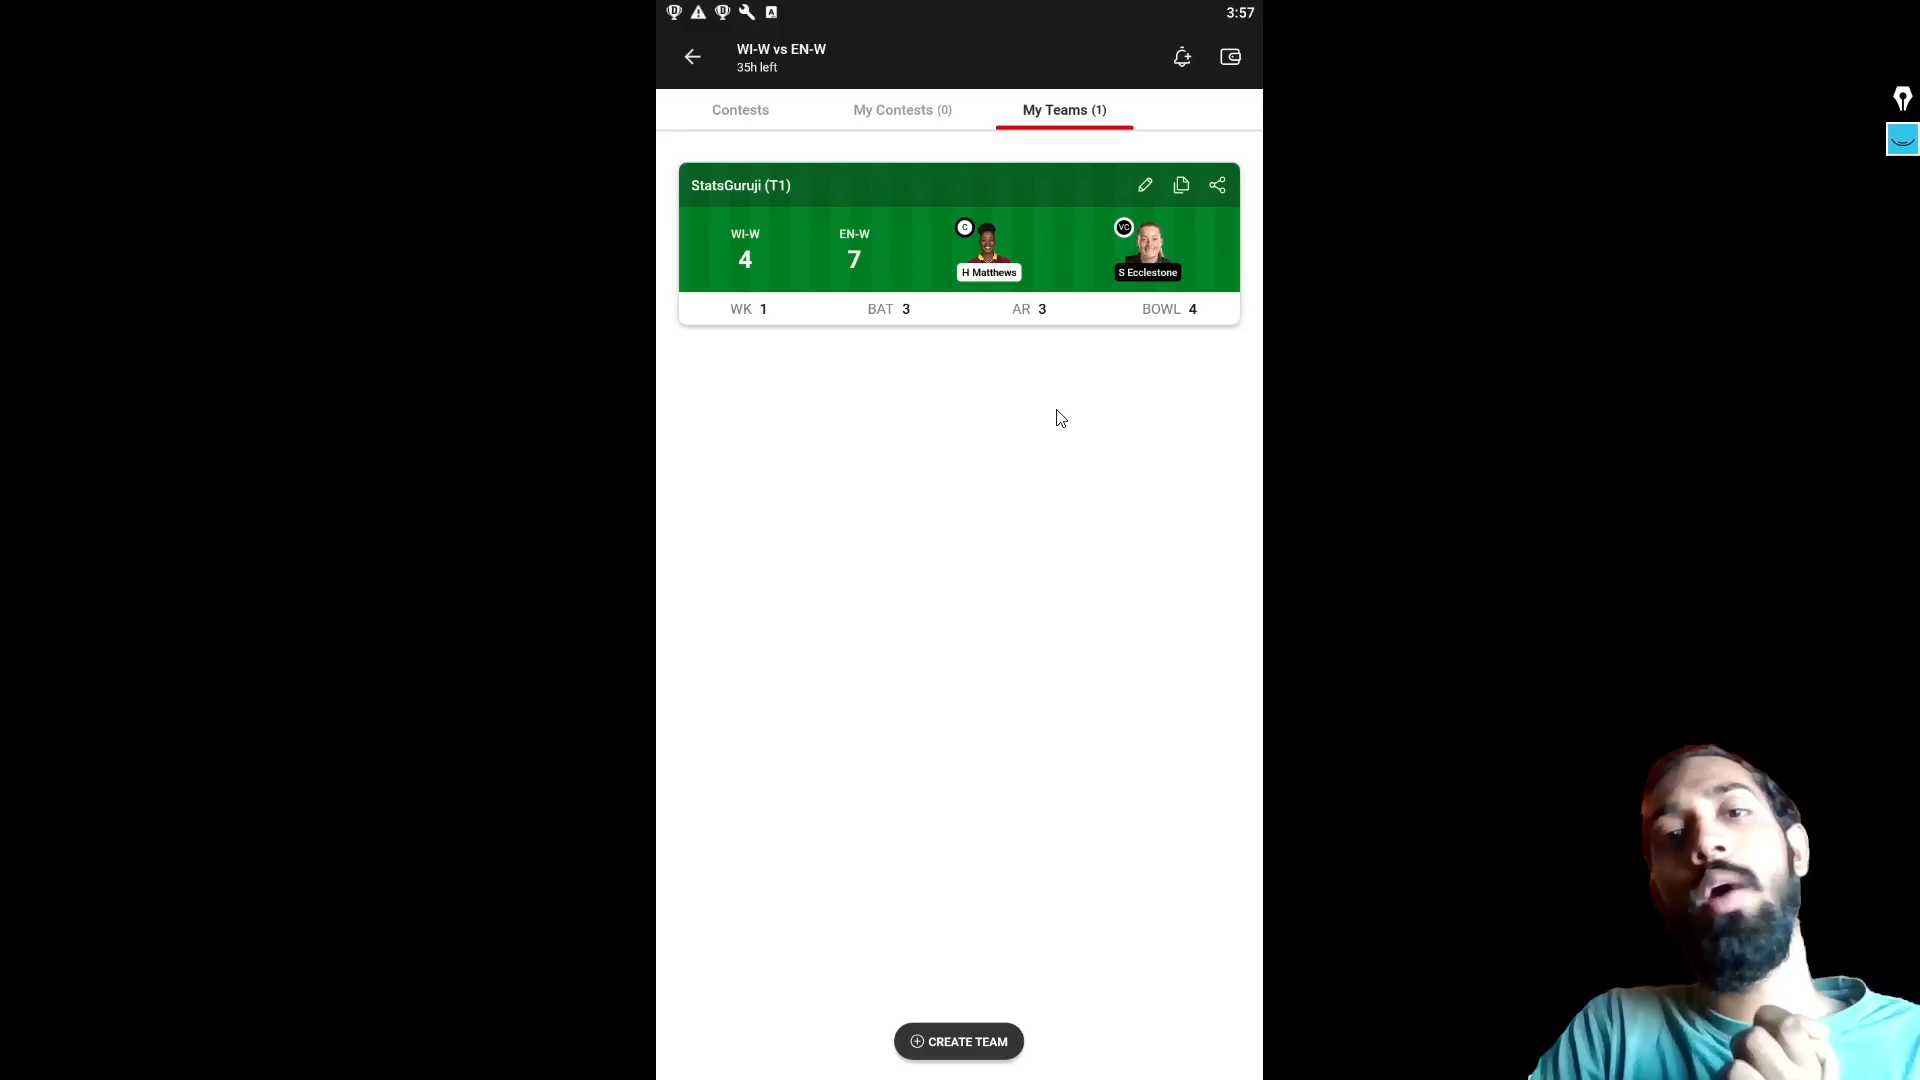 3:57
WI-W vs EN-W
35h left
Contests
My Contests (0)
My Teams (1)
StatsGuruji (T1)
WI-W
4
EN-W
7
C
H Matthews
VC
S Ecclestone
WK 1
BAT 3
AR 3
BOWL 4
CREATE TEAM